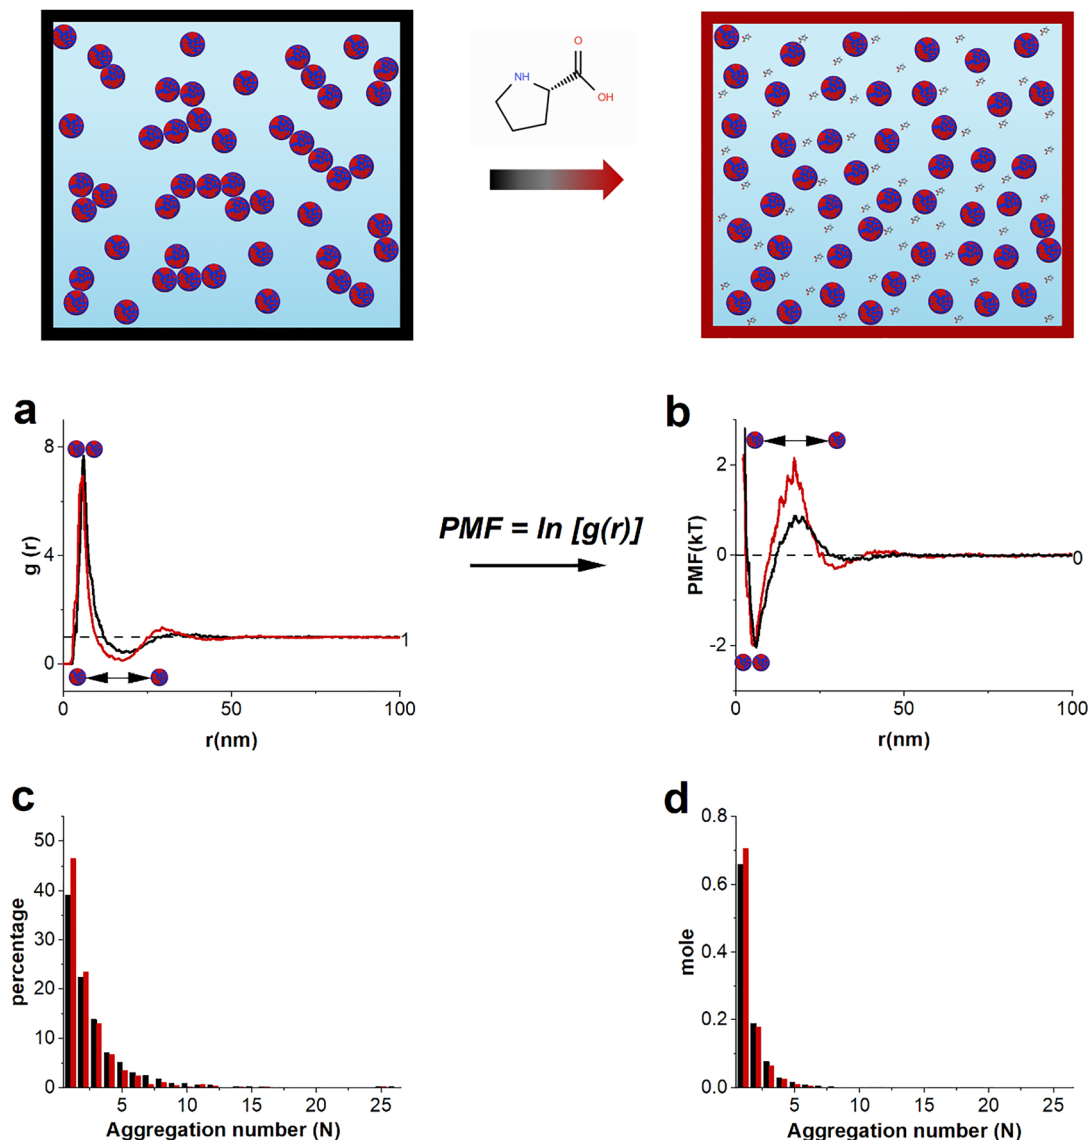 O
NH
OH
a
b
8
4
0
g (r)
1
0
50
100
r(nm)
PMF = ln [g(r)]
2
0
-2
PMF(kT)
0
0
50
100
r(nm)
c
d
50
40
30
20
10
0
percentage
5
10
15
20
25
Aggregation number (N)
0.8
0.6
0.4
0.2
0.0
mole
5
10
15
20
25
Aggregation number (N)